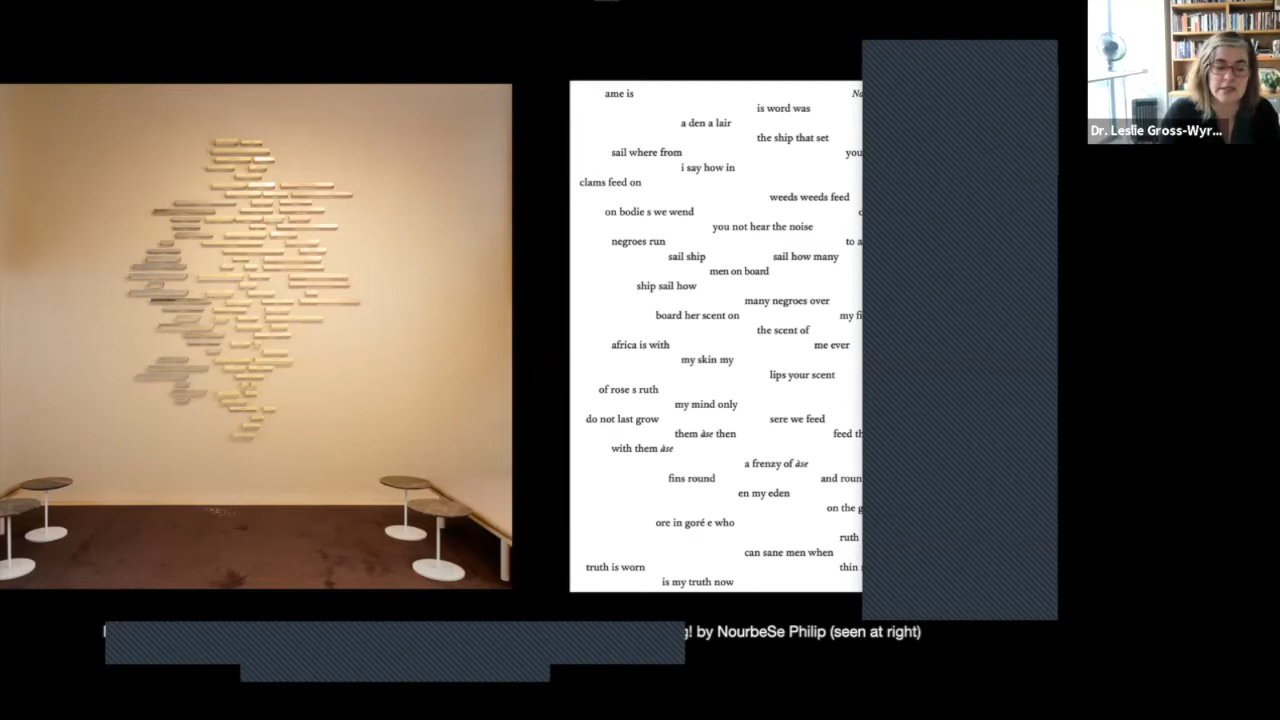 ame is
is word was
a den a lair
the ship that set
sail where from
you
i say how in
clams feed on
weeds weeds feed
on bodie s we wend
you not hear the noise
negroes run
to a
sail ship
sail how many
men on board
ship sail how
many negroes over
board her scent on
the scent of
africa is with
me ever
my skin my
lips your scent
of rose s ruth
my mind only
do not last grow
sere we feed
them àse then
with them àse
a frenzy of àse
fins round
en my eden
on the
ore in goré e who
ruth
can sane men when
truth is worn
is my truth now
g! by NourbeSe Philip (seen at right)
Dr. Leslie Gross-Wyr...